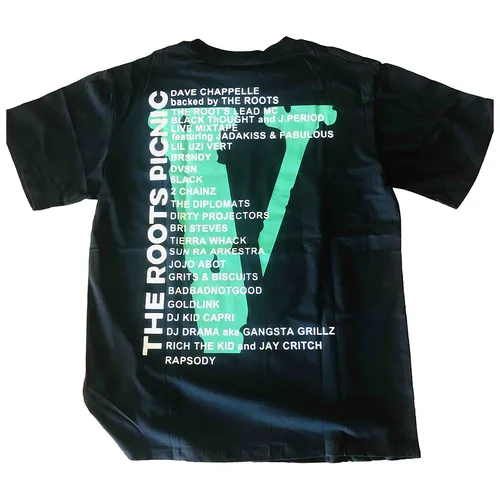 THE ROOTS PICNIC
DAVE CHAPPELLE
backed by THE ROOTS
THE ROOT'S LEAD MC
BLACK ThOUGHT and J.PERIOD
LIVE MIXTAPE
featuring JADAKISS & FABULOUS
LIL UZI VERT
BRSNDY
DVSN
6LACK
2 CHAINZ
THE DIPLOMATS
DIRTY PROJECTORS
BRI STEVES
TIERRA WHACK
SUN RA ARKESTRA
JOJO ABOT
GRITS & BISCUITS
BADBADNOTGOOD
GOLDLINK
DJ KID CAPRI
DJ DRAMA aka GANGSTA GRILLZ
RICH THE KID and JAY CRITCH
RAPSODY
V